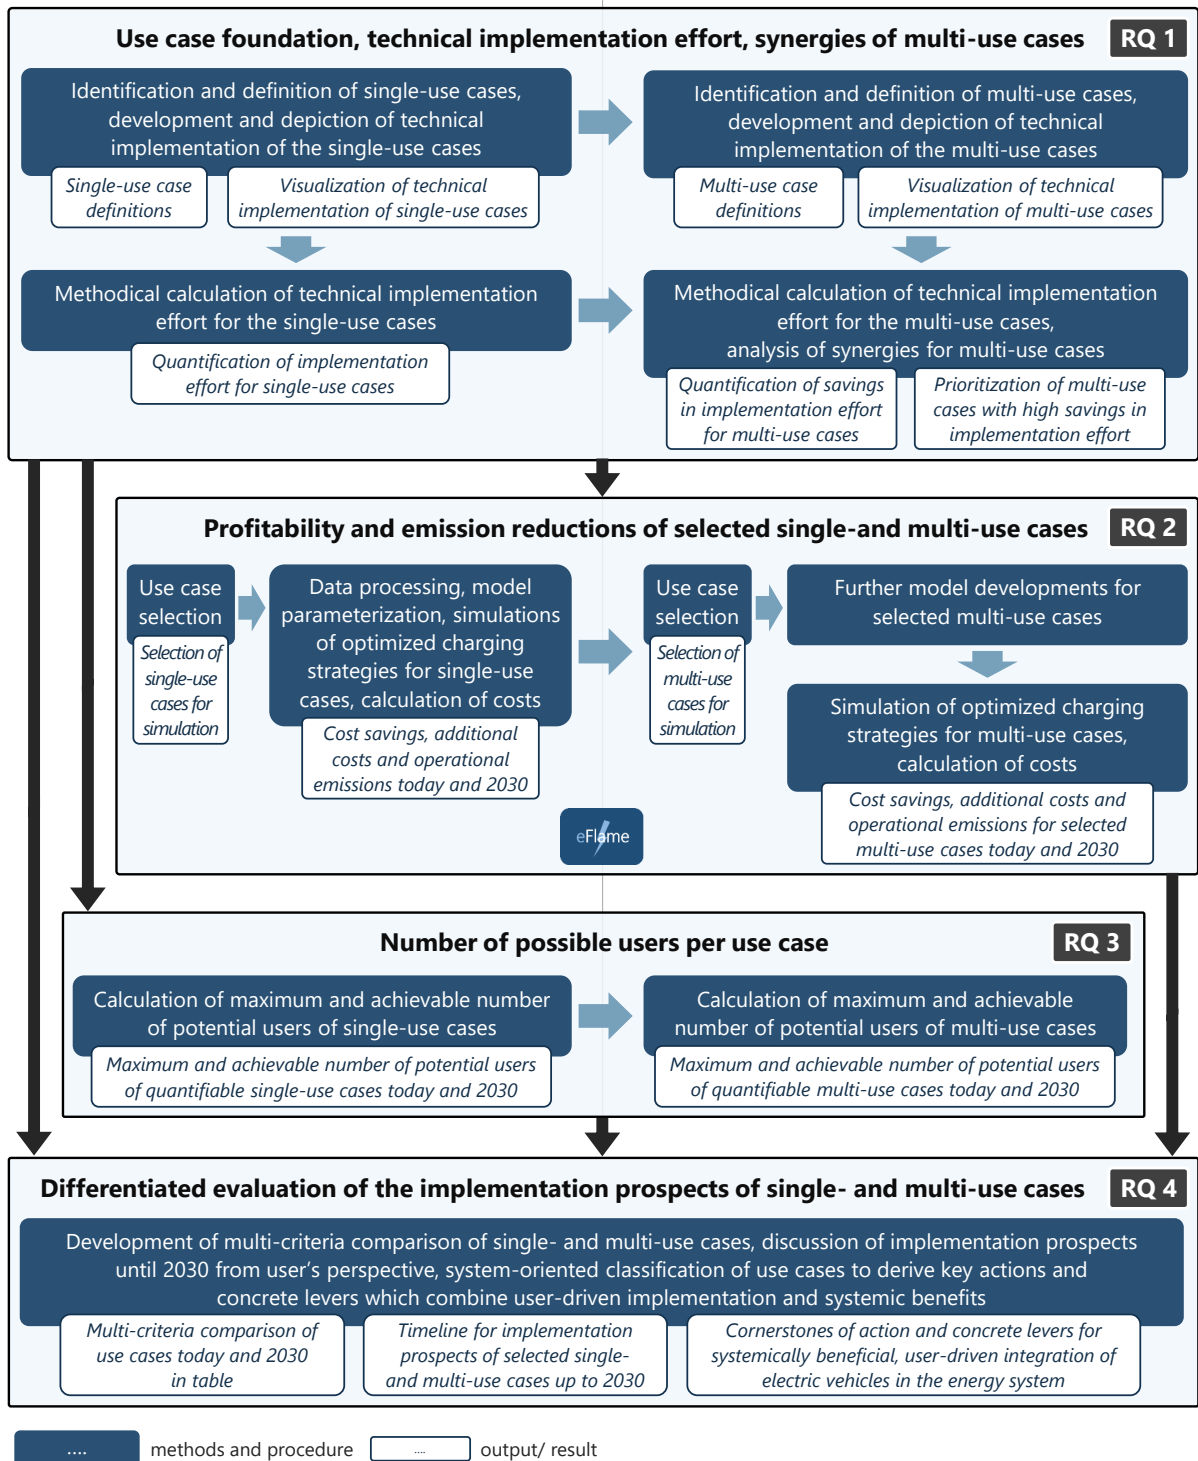 Use case foundation, technical implementation effort, synergies of multi-use cases
RQ 1
Identification and definition of single-use cases,
development and depiction of technical
implementation of the single-use cases
Single-use case
definitions
Visualization of technical
implementation of single-use cases
Identification and definition of multi-use cases,
development and depiction of technical
implementation of the multi-use cases
Multi-use case
definitions
Visualization of technical
implementation of multi-use cases
Methodical calculation of technical implementation
effort for the single-use cases
Quantification of implementation
effort for single-use cases
Methodical calculation of technical implementation
effort for the multi-use cases,
analysis of synergies for multi-use cases
Quantification of savings
in implementation effort
for multi-use cases
Prioritization of multi-use
cases with high savings in
implementation effort
Profitability and emission reductions of selected single-and multi-use cases
RQ 2
Use case
selection
Selection of
single-use
cases for
simulation
Data processing, model
parameterization, simulations
of optimized charging
strategies for single-use
cases, calculation of costs
Cost savings, additional
costs and operational
emissions today and 2030
Use case
selection
Selection of
multi-use
cases for
simulation
Further model developments for
selected multi-use cases
Simulation of optimized charging
strategies for multi-use cases,
calculation of costs
Cost savings, additional costs and
operational emissions for selected
multi-use cases today and 2030
eFlame
Number of possible users per use case
RQ 3
Calculation of maximum and achievable number
of potential users of single-use cases
Maximum and achievable number of potential users
of quantifiable single-use cases today and 2030
Calculation of maximum and achievable
number of potential users of multi-use cases
Maximum and achievable number of potential users
of quantifiable multi-use cases today and 2030
Differentiated evaluation of the implementation prospects of single- and multi-use cases
RQ 4
Development of multi-criteria comparison of single- and multi-use cases, discussion of implementation prospects
until 2030 from user's perspective, system-oriented classification of use cases to derive key actions and
concrete levers which combine user-driven implementation and systemic benefits
Multi-criteria comparison of
use cases today and 2030
in table
Timeline for implementation
prospects of selected single-
and multi-use cases up to 2030
Cornerstones of action and concrete levers for
systemically beneficial, user-driven integration of
electric vehicles in the energy system
....
methods and procedure
....
output/ result